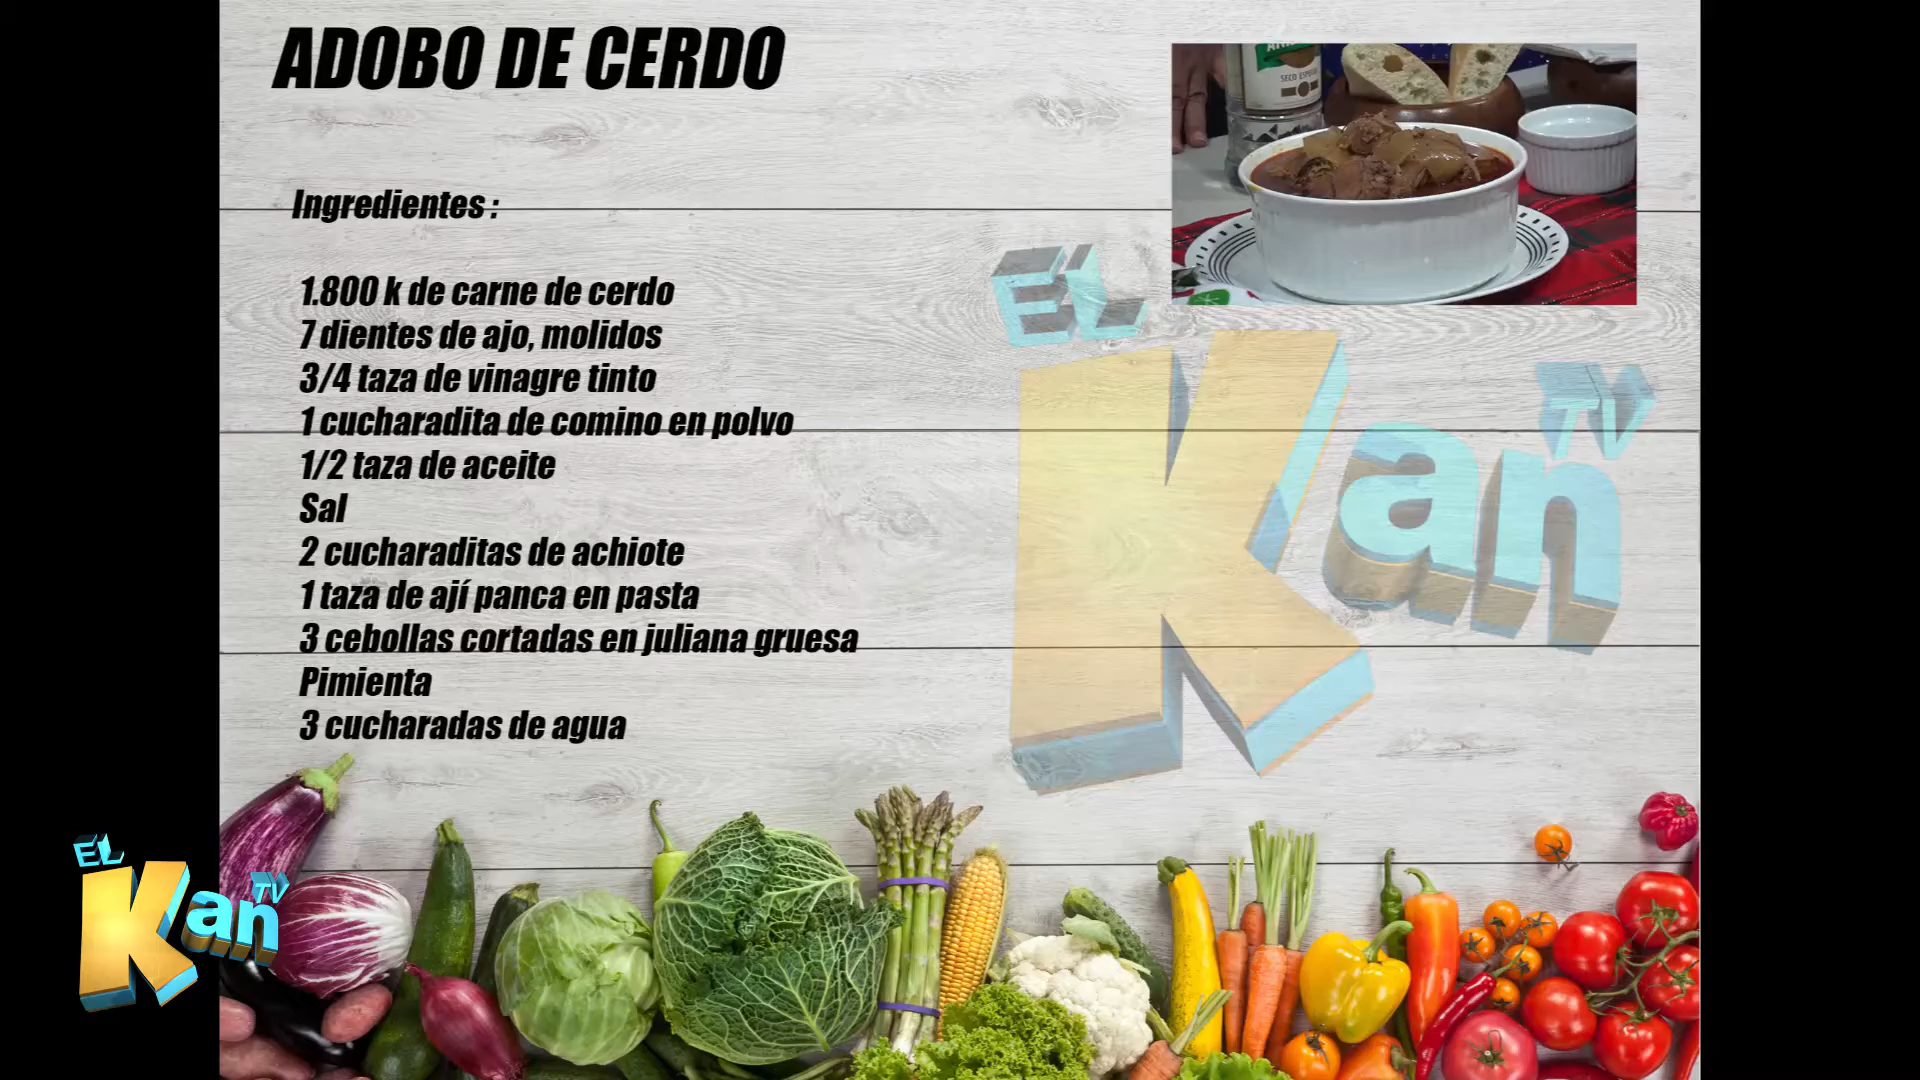 ADOBO DE CERDO
Ingredientes :
1.800 k de carne de cerdo
7 dientes de ajo, molidos
3/4 taza de vinagre tinto
1 cucharadita de comino en polvo
1/2 taza de aceite
Sal
2 cucharaditas de achiote
1 taza de ají panca en pasta
3 cebollas cortadas en juliana gruesa
Pimienta
3 cucharadas de agua
EL
Kan
TV
EL
Kan
TV